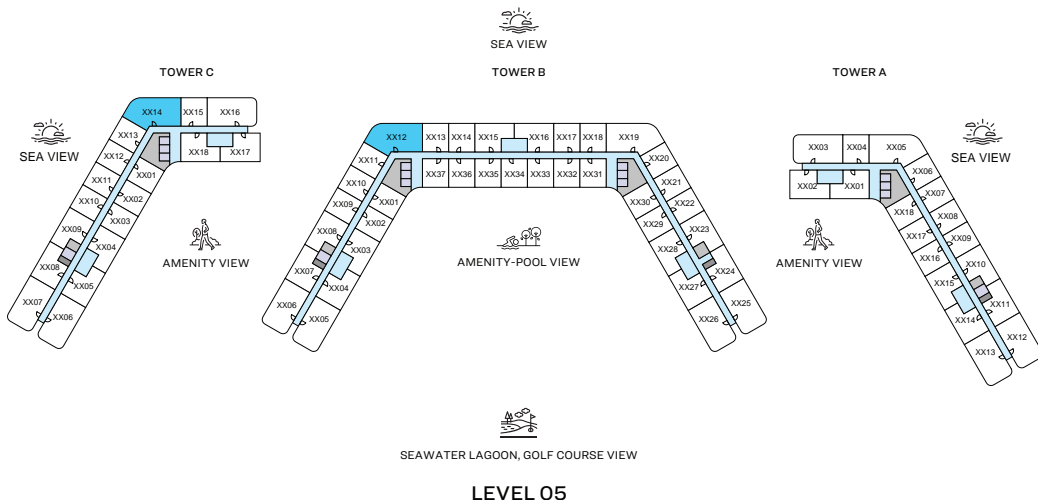 SEA VIEW
TOWER C
TOWER B
TOWER A
SEA VIEW
SEA VIEW
XX14
XX15
XX16
XX13
XX12
XX11
XX10
XX09
XX08
XX07
XX18
XX17
XX01
XX02
XX03
XX04
XX05
XX06
AMENITY VIEW
XX12
XX13
XX14
XX15
XX16
XX17
XX18
XX19
XX11
XX10
XX09
XX08
XX07
XX06
XX37
XX36
XX35
XX34
XX33
XX32
XX31
XX01
XX02
XX03
XX04
XX05
XX20
XX21
XX22
XX23
XX24
XX25
XX30
XX29
XX28
XX27
XX26
AMENITY-POOL VIEW
XX03
XX04
XX05
XX02
XX01
XX06
XX07
XX08
XX09
XX10
XX11
XX12
XX18
XX17
XX16
XX15
XX14
XX13
AMENITY VIEW
SEAWATER LAGOON, GOLF COURSE VIEW
LEVEL 05